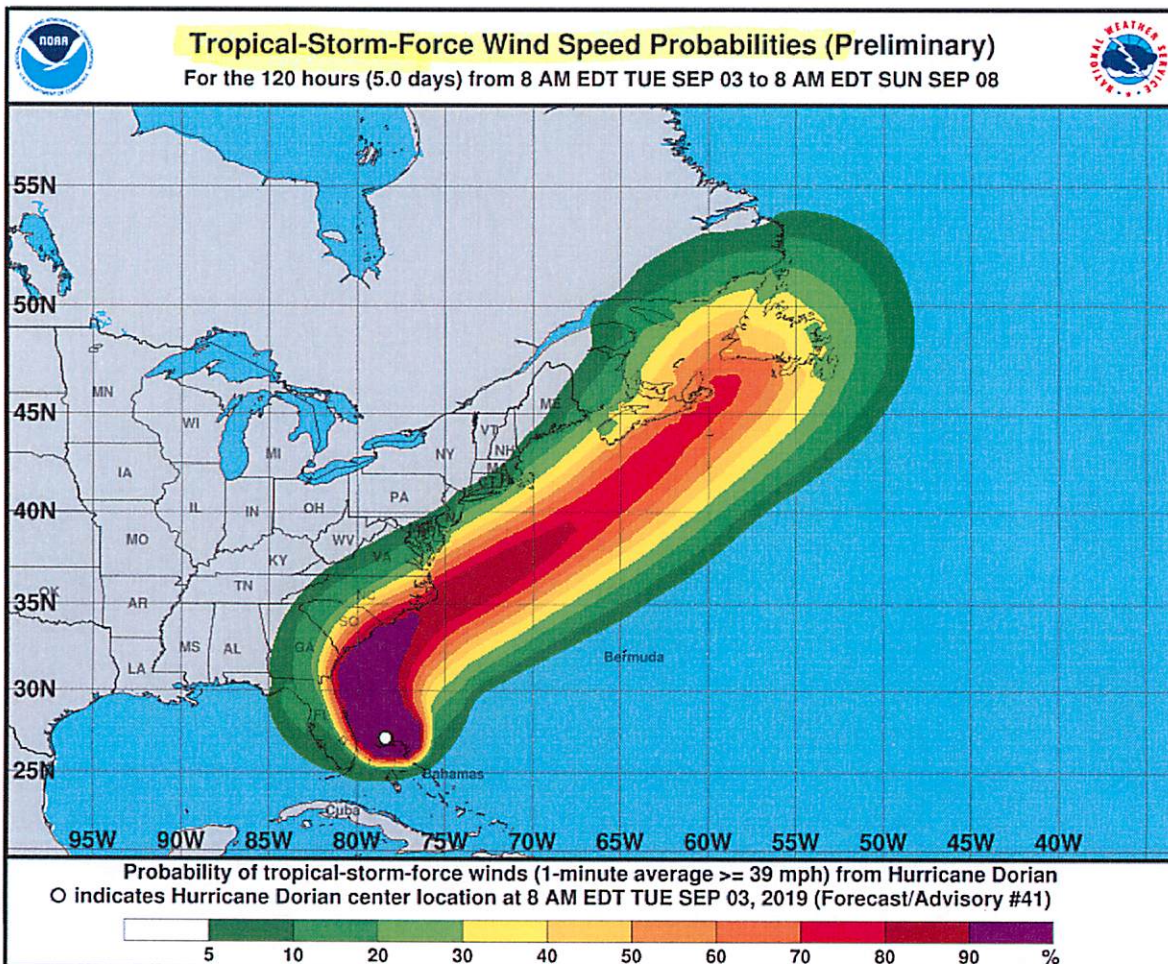 NOAA
Tropical-Storm-Force Wind Speed Probabilities (Preliminary)
For the 120 hours (5.0 days) from 8 AM EDT TUE SEP 03 to 8 AM EDT SUN SEP 08
NATIONAL WEATHER SERVICE
55N
50N
MN
ME
45N
WI
VT
MI
NY
NH
IA
PA
40N
IL
IN
OH
MO
WV
VA
KY
OK
TN
35N
AR
NC
SC
MS
AL
GA
LA
Bermuda
30N
FL
25N
Bahamas
Cuba
95W 90W 85W 80W 75W 70W 65W 60W 55W 50W 45W 40W
Probability of tropical-storm-force winds (1-minute average >= 39 mph) from Hurricane Dorian
O indicates Hurricane Dorian center location at 8 AM EDT TUE SEP 03, 2019 (Forecast/Advisory #41)
5 10 20 30 40 50 60 70 80 90 %